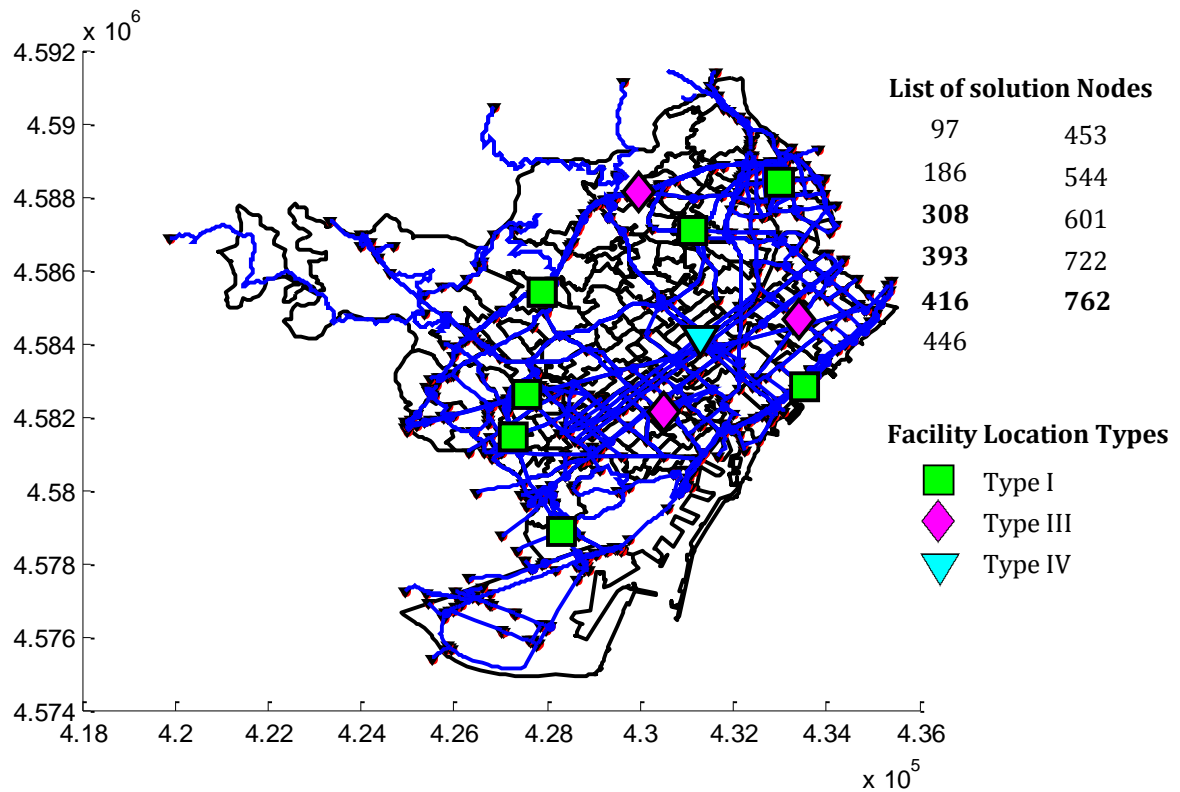 x 10^6
4.592
4.59
4.588
4.586
4.584
4.582
4.58
4.578
4.576
4.574
4.18 4.2 4.22 4.24 4.26 4.28 4.3 4.32 4.34 4.36
x 10^5
List of solution Nodes
97 453
186 544
308 601
393 722
416 762
446
Facility Location Types
Type I
Type III
Type IV